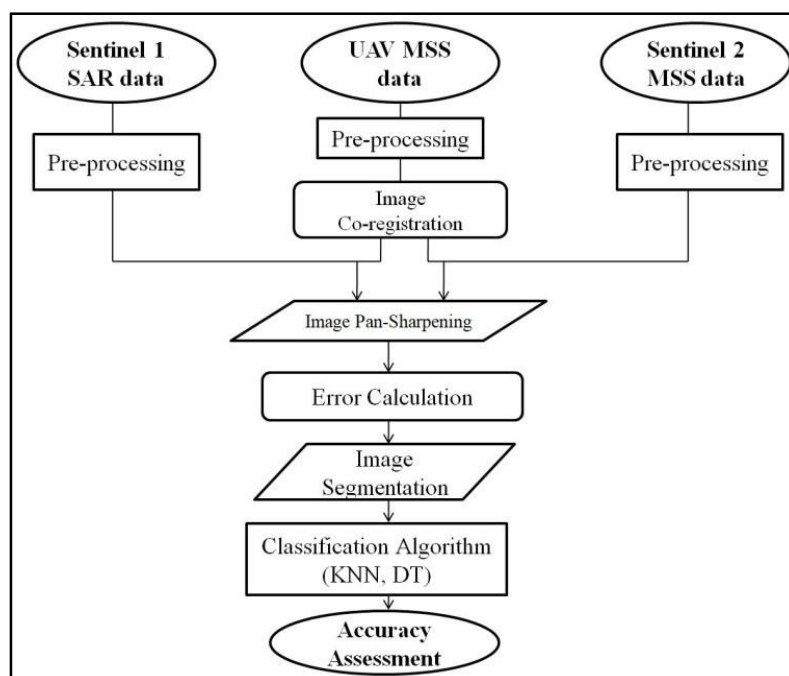 Sentinel 1
SAR data
UAV MSS
data
Sentinel 2
MSS data
Pre-processing
Pre-processing
Pre-processing
Image
Co-registration
Image Pan-Sharpening
Error Calculation
Image
Segmentation
Classification Algorithm
(KNN, DT)
Accuracy
Assessment